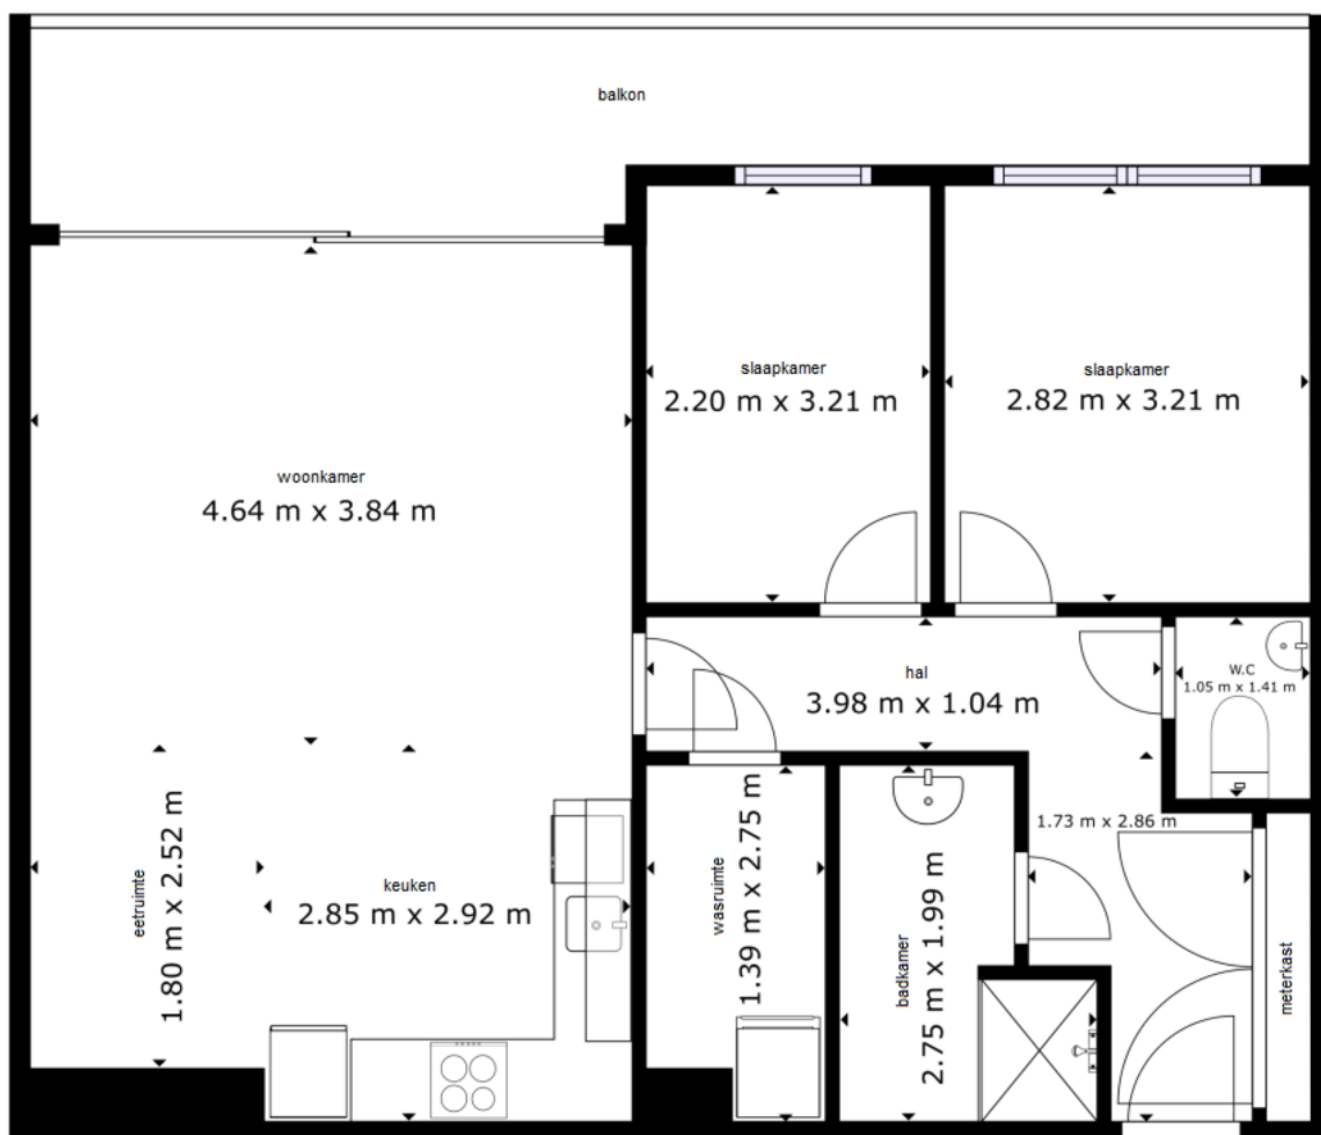 balkon
slaapkamer
2.20 m x 3.21 m
slaapkamer
2.82 m x 3.21 m
woonkamer
4.64 m x 3.84 m
hal
3.98 m x 1.04 m
W.C
1.05 m x 1.41 m
eetruimte
1.80 m x 2.52 m
keuken
2.85 m x 2.92 m
wasruimte
1.39 m x 2.75 m
badkamer
2.75 m x 1.99 m
1.73 m x 2.86 m
meterkast